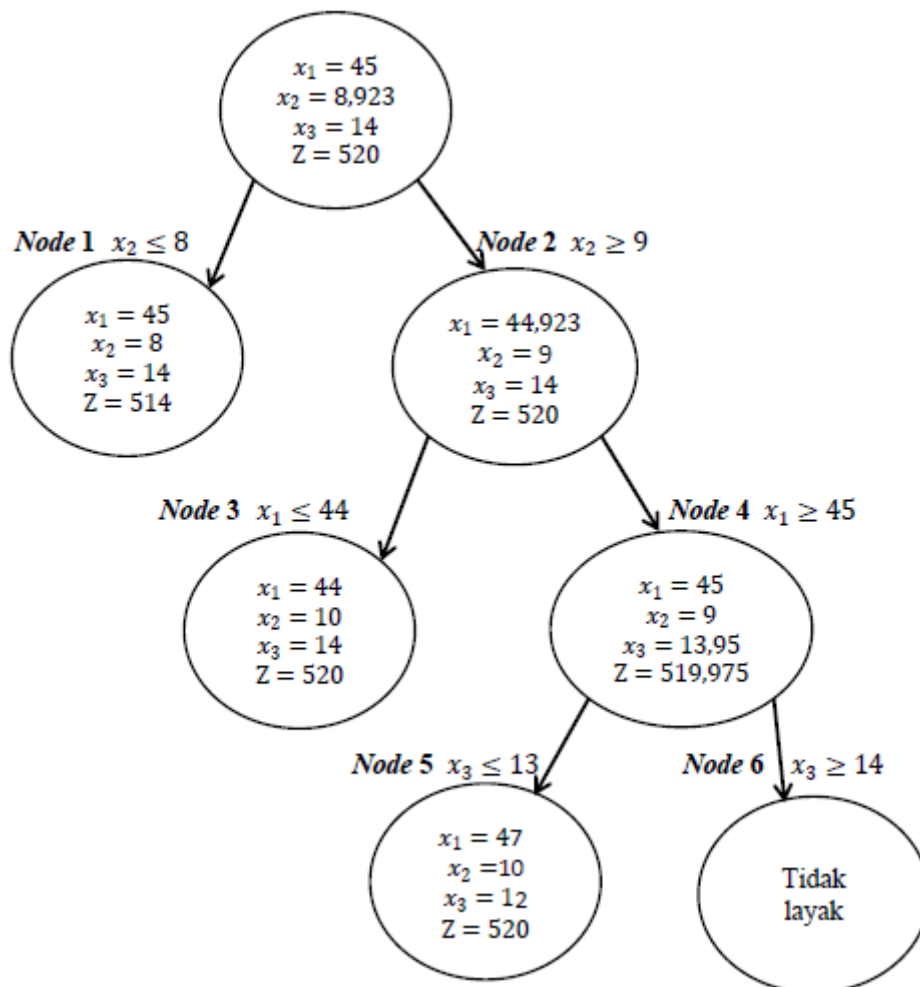 x₁ = 45
x₂ = 8,923
x₃ = 14
Z = 520
Node 1 x₂ ≤ 8
Node 2 x₂ ≥ 9
x₁ = 45
x₂ = 8
x₃ = 14
Z = 514
x₁ = 44,923
x₂ = 9
x₃ = 14
Z = 520
Node 3 x₁ ≤ 44
Node 4 x₁ ≥ 45
x₁ = 44
x₂ = 10
x₃ = 14
Z = 520
x₁ = 45
x₂ = 9
x₃ = 13,95
Z = 519,975
Node 5 x₃ ≤ 13
Node 6 x₃ ≥ 14
x₁ = 47
x₂ =10
x₃ = 12
Z = 520
Tidak
layak